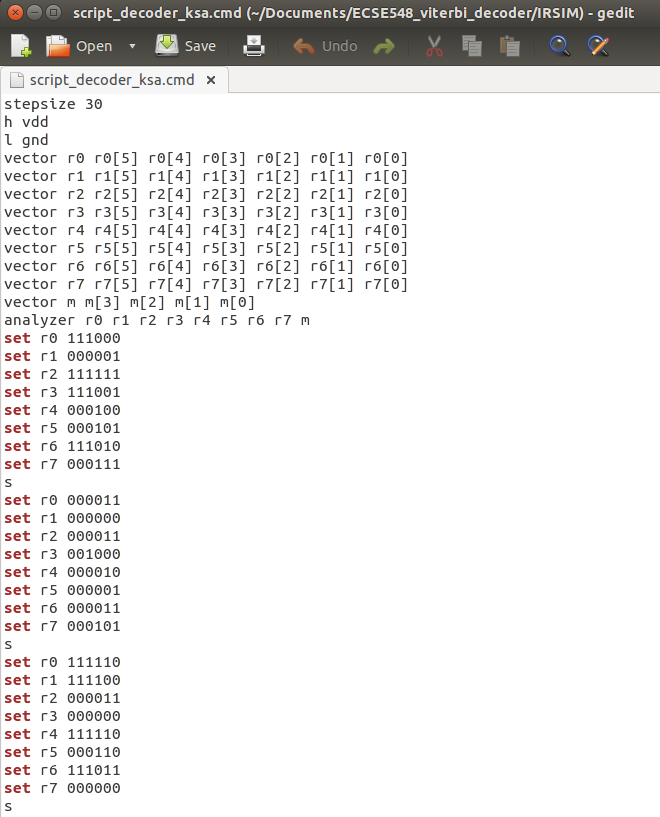 script_decoder_ksa.cmd (~/Documents/ECSE548_viterbi_decoder/IRSIM) - gedit
Open Save Undo
script_decoder_ksa.cmd
stepsize 30
h vdd
l gnd
vector r0 r0[5] r0[4] r0[3] r0[2] r0[1] r0[0]
vector r1 r1[5] r1[4] r1[3] r1[2] r1[1] r1[0]
vector r2 r2[5] r2[4] r2[3] r2[2] r2[1] r2[0]
vector r3 r3[5] r3[4] r3[3] r3[2] r3[1] r3[0]
vector r4 r4[5] r4[4] r4[3] r4[2] r4[1] r4[0]
vector r5 r5[5] r5[4] r5[3] r5[2] r5[1] r5[0]
vector r6 r6[5] r6[4] r6[3] r6[2] r6[1] r6[0]
vector r7 r7[5] r7[4] r7[3] r7[2] r7[1] r7[0]
vector m m[3] m[2] m[1] m[0]
analyzer r0 r1 r2 r3 r4 r5 r6 r7 m
set r0 111000
set r1 000001
set r2 111111
set r3 111001
set r4 000100
set r5 000101
set r6 111010
set r7 000111
s
set r0 000011
set r1 000000
set r2 000011
set r3 001000
set r4 000010
set r5 000001
set r6 000011
set r7 000101
s
set r0 111110
set r1 111100
set r2 000011
set r3 000000
set r4 111110
set r5 000110
set r6 111011
set r7 000000
s